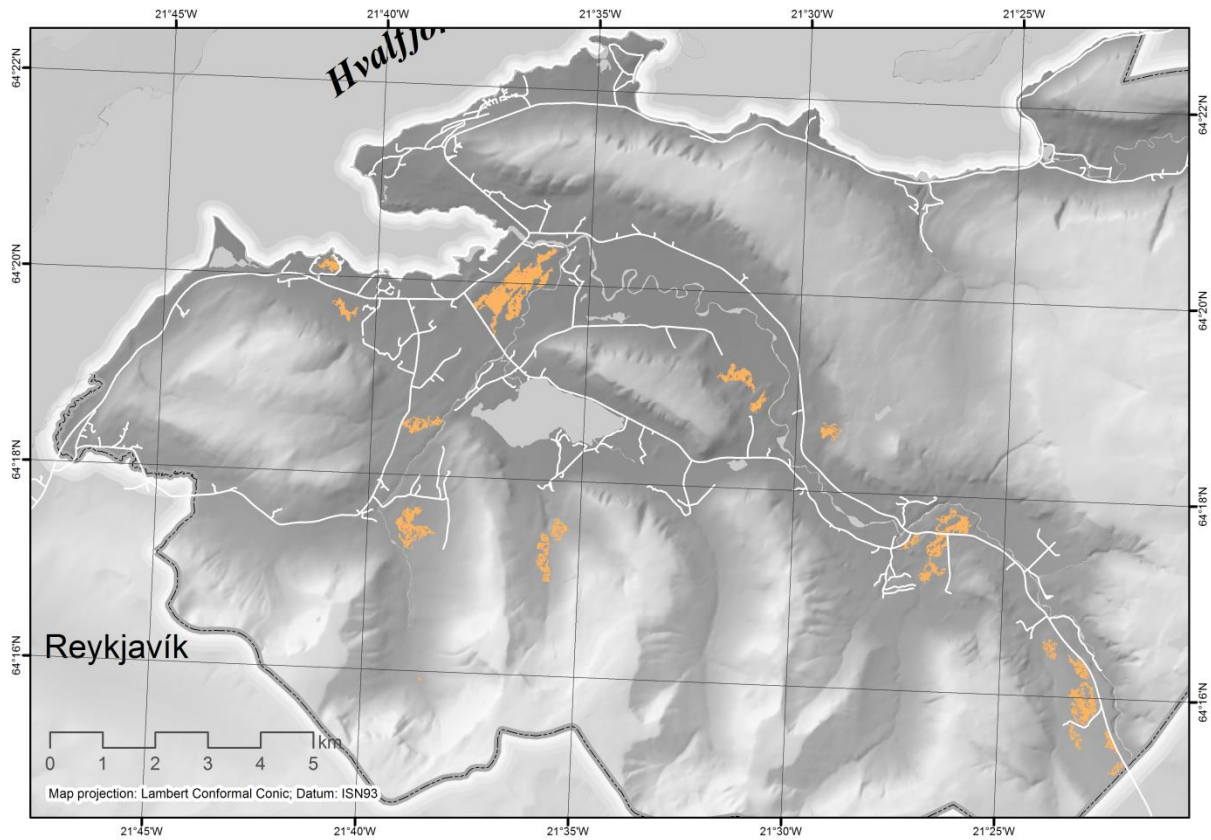 21°45'W 21°40'W 21°35'W 21°30'W 21°25'W
Hvalfjör
64°22'N
64°22'N
64°20'N
64°20'N
64°18'N
64°18'N
Reykjavík
64°16'N
64°16'N
km
0 1 2 3 4 5
Map projection: Lambert Conformal Conic; Datum: ISN93
21°45'W 21°40'W 21°35'W 21°30'W 21°25'W